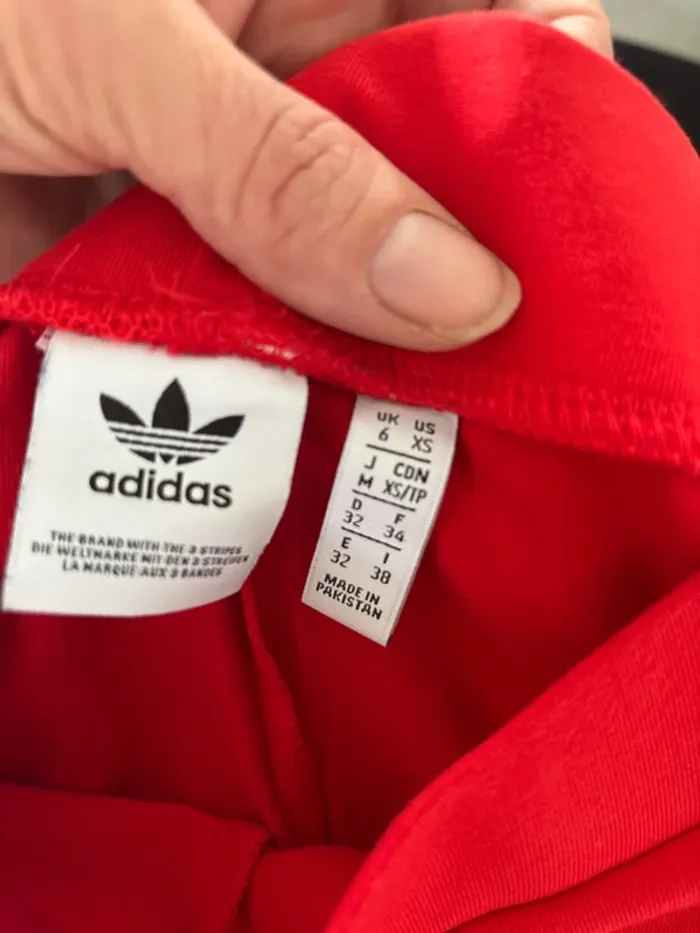 adidas
THE BRAND WITH THE 3 STRIPES
DIE WELTMARKE MIT DEN 3 STREIFEN
LA MARQUE AUX 3 BANDES
UK US
6 XS
J CDN
M XS/TP
D F
32 34
E I
32 38
MADE IN
PAKISTAN